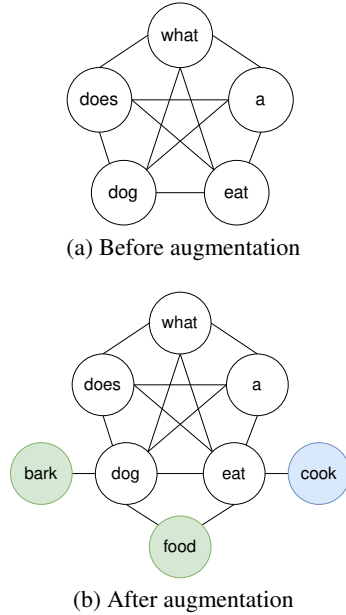 what
does
a
dog
eat
(a) Before augmentation
what
does
a
bark
dog
eat
cook
food
(b) After augmentation